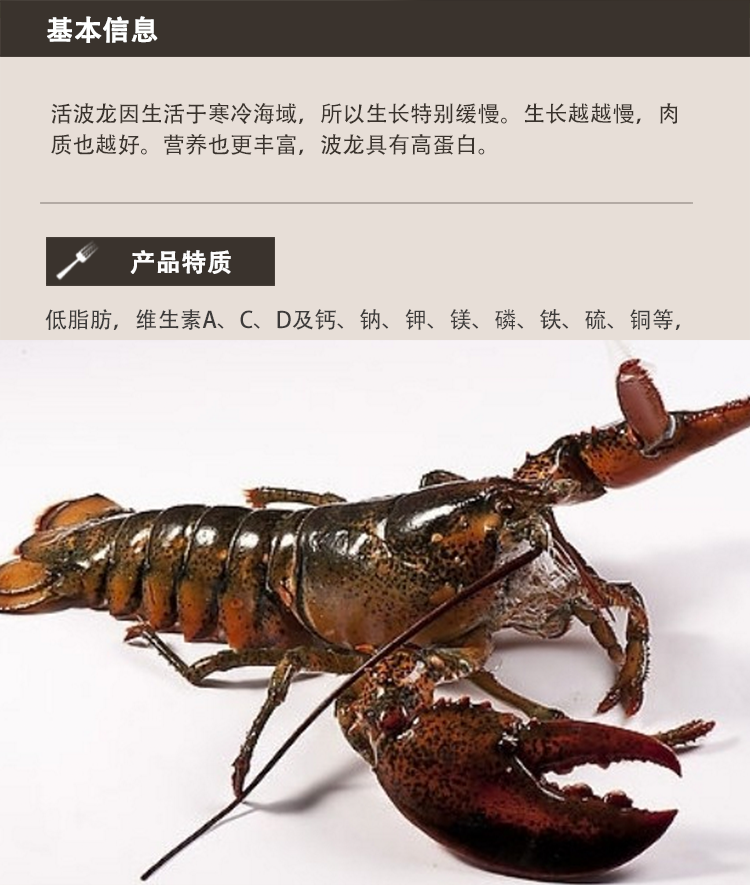 基本信息
活波龙因生活于寒冷海域，所以生长特别缓慢。生长越越慢，肉
质也越好。营养也更丰富，波龙具有高蛋白。
产品特质
低脂肪，维生素A、C、D及钙、钠、钾、镁、磷、铁、硫、铜等，